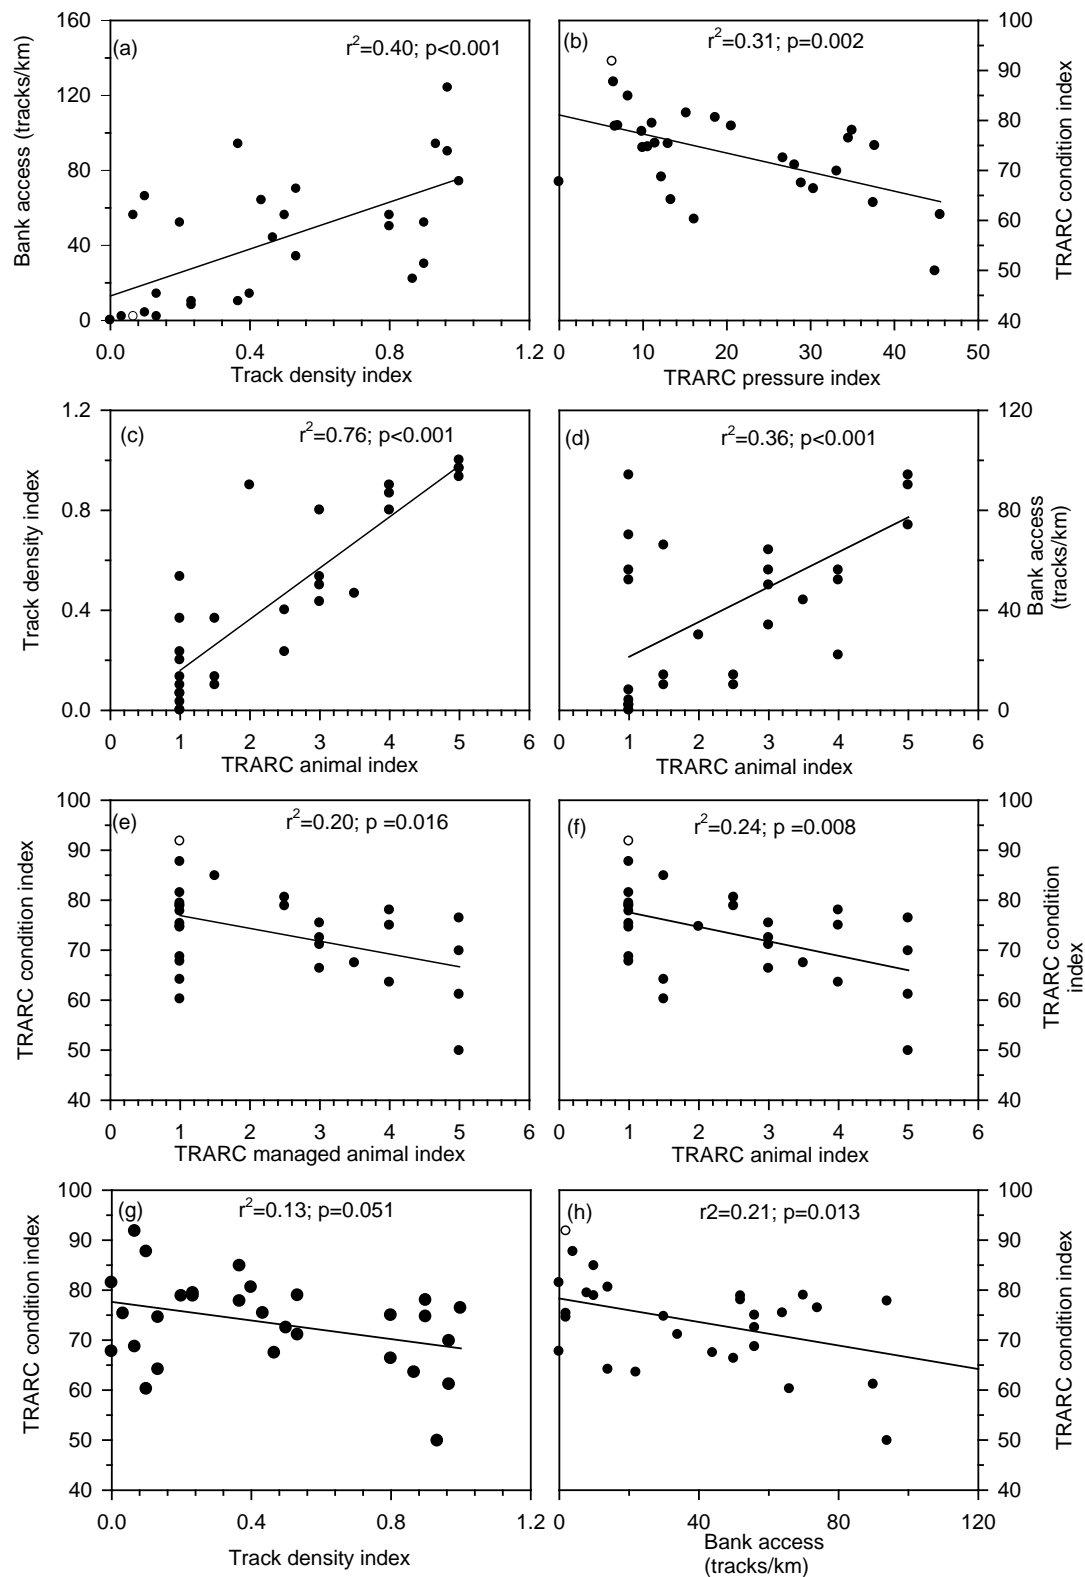 (a)
r²=0.40; p<0.001
Bank access (tracks/km)
160
120
80
40
0
0.0
0.4
0.8
1.2
Track density index
(b)
r²=0.31; p=0.002
TRARC condition index
100
90
80
70
60
50
40
0
10
20
30
40
50
TRARC pressure index
(c)
r²=0.76; p<0.001
Track density index
1.2
0.8
0.4
0.0
0
1
2
3
4
5
6
TRARC animal index
(d)
r²=0.36; p<0.001
Bank access
(tracks/km)
120
80
40
0
0
1
2
3
4
5
6
TRARC animal index
(e)
r²=0.20; p =0.016
TRARC condition index
100
90
80
70
60
50
40
0
1
2
3
4
5
6
TRARC managed animal index
(f)
r²=0.24; p =0.008
TRARC condition
index
100
90
80
70
60
50
40
0
1
2
3
4
5
6
TRARC animal index
(g)
r²=0.13; p=0.051
TRARC condition index
100
90
80
70
60
50
40
0.0
0.4
0.8
1.2
Track density index
(h)
r2=0.21; p=0.013
TRARC condition index
100
90
80
70
60
50
40
0
40
80
120
Bank access
(tracks/km)